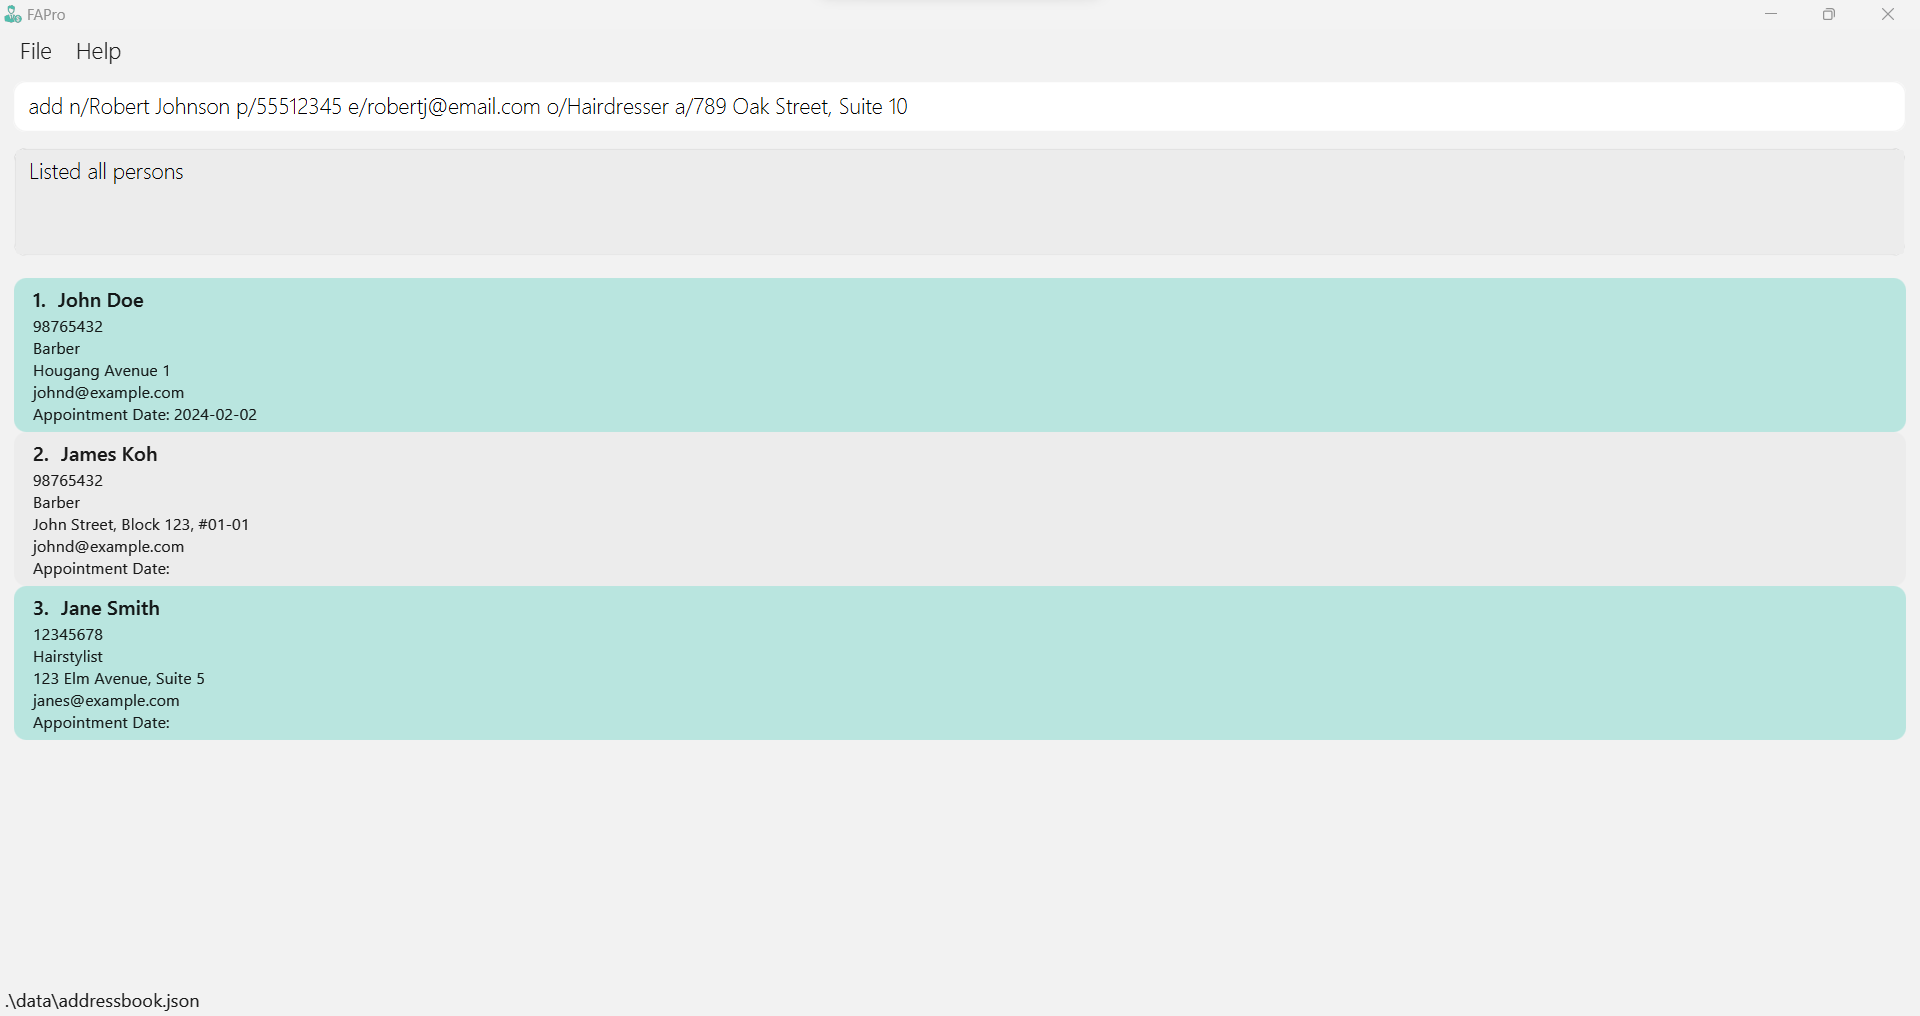 FAPro
File Help
add n/Robert Johnson p/55512345 e/robertj@email.com o/Hairdresser a/789 Oak Street, Suite 10
Listed all persons
1. John Doe
98765432
Barber
Hougang Avenue 1
johnd@example.com
Appointment Date: 2024-02-02
2. James Koh
98765432
Barber
John Street, Block 123, #01-01
johnd@example.com
Appointment Date:
3. Jane Smith
12345678
Hairstylist
123 Elm Avenue, Suite 5
janes@example.com
Appointment Date:
.\data\addressbook.json